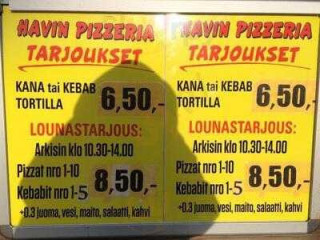 HAVIN PIZZERIA
TARJOUKSET
KANA tai KEBAB
TORTILLA
6,50,-
LOUNASTARJOUS:
Arkisin klo 10.30-14.00
Pizzat nro 1-10
Kebabit nro 1-5
8,50,-
+0.3 juoma, vesi, maito, salaatti, kahvi
HAVIN PIZZERIA
TARJOUKSET
KANA tai KEBAB
TORTILLA
6,50,-
LOUNASTARJOUS:
Arkisin klo 10.30-14.00
Pizzat nro 1-10
Kebabit nro 1-5
8,50,-
+0.3 juoma, vesi, maito, salaatti, kahvi